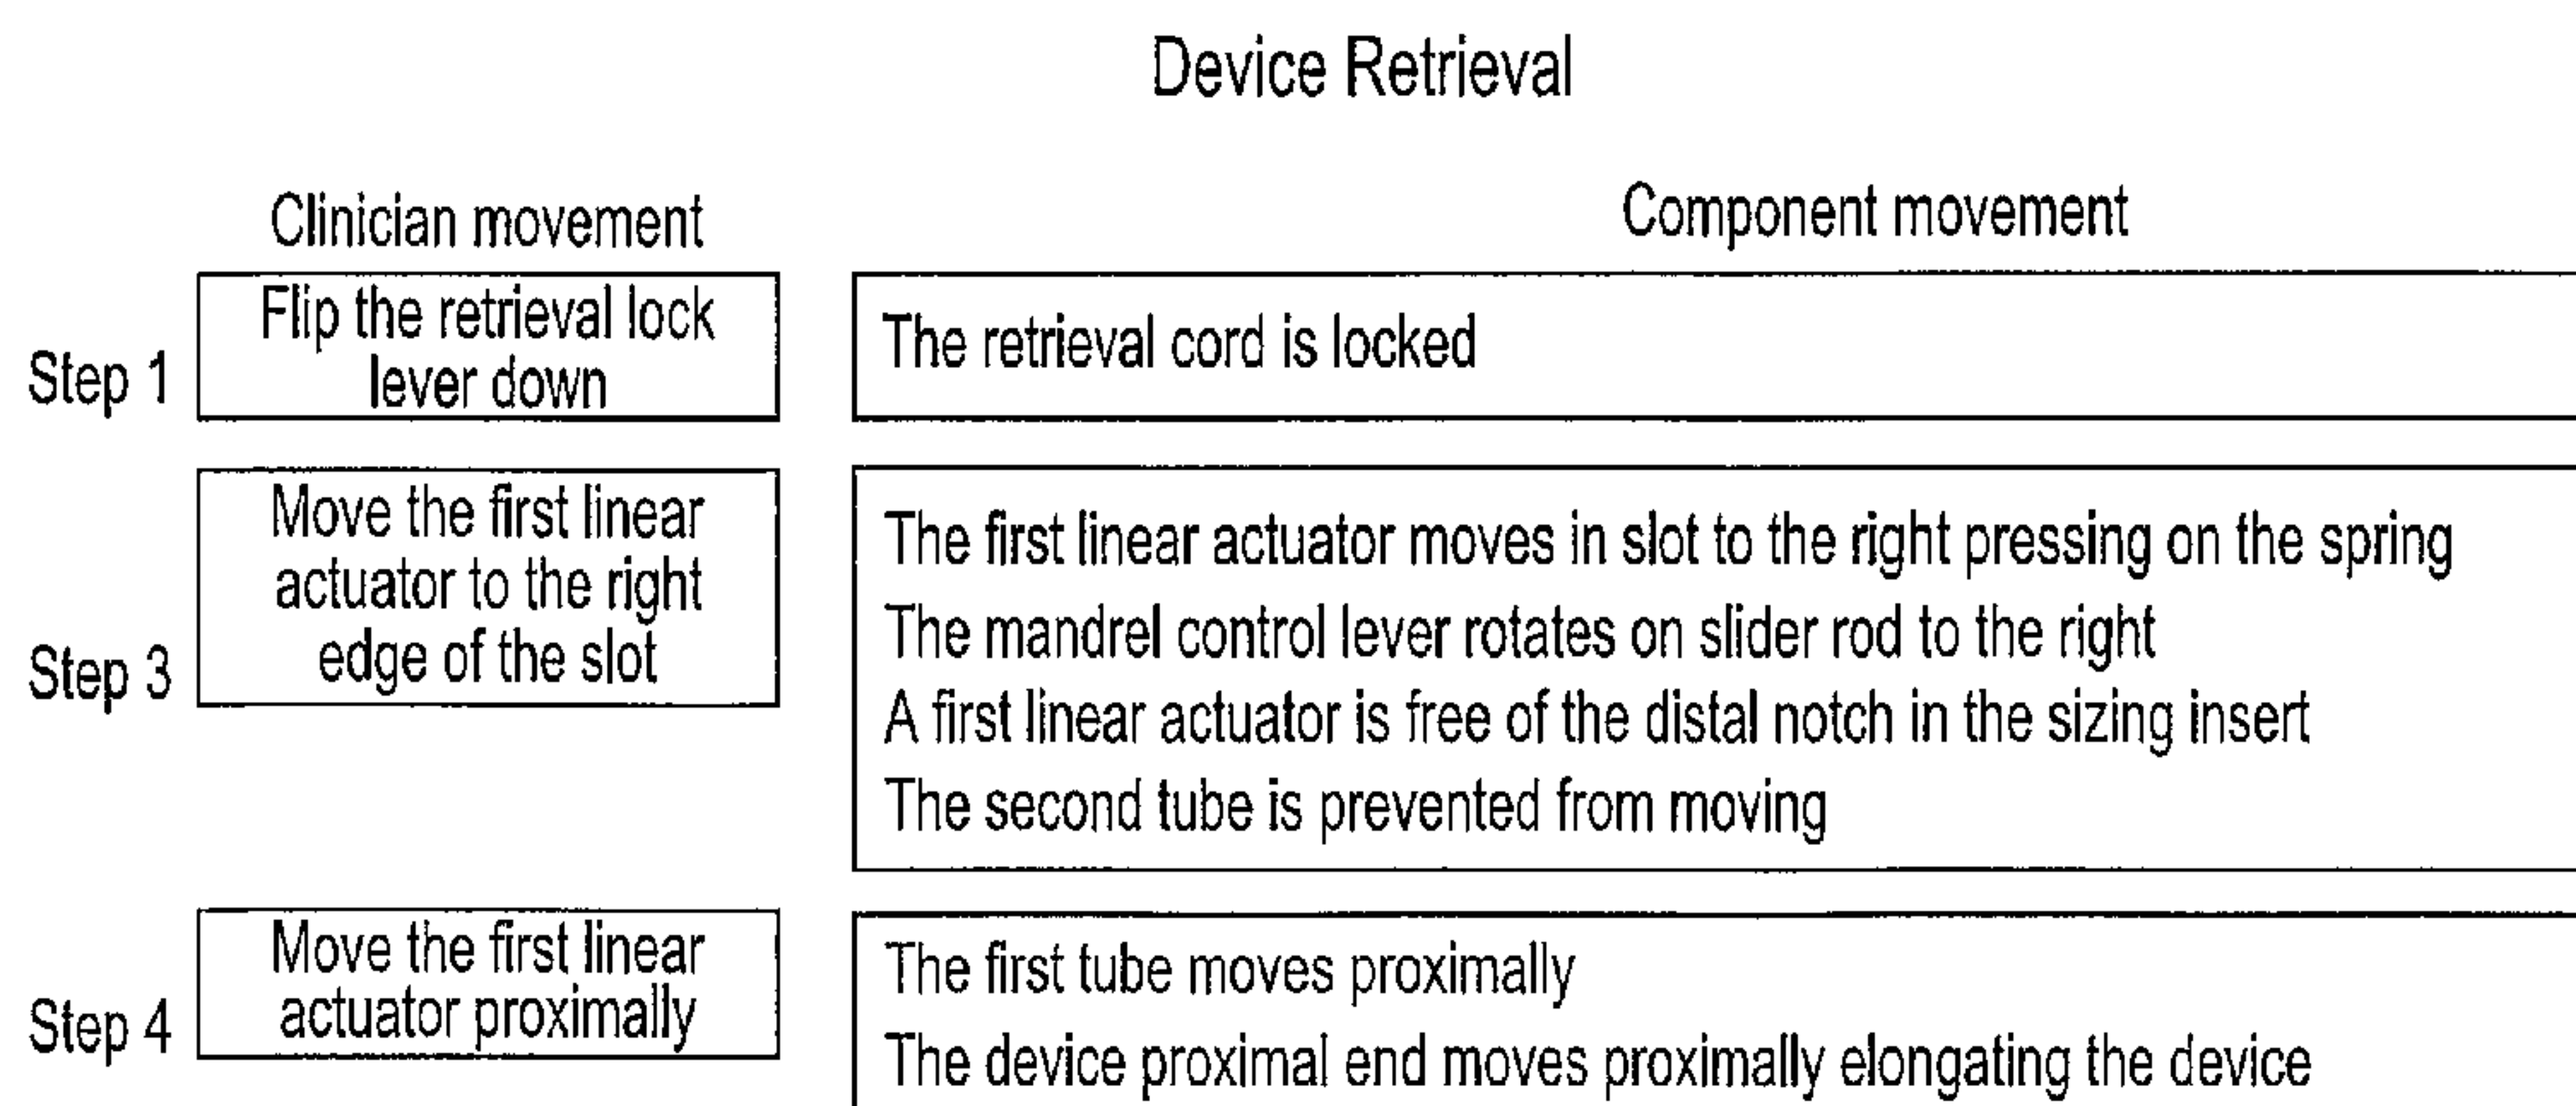 Device Retrieval
Clinician movement
Component movement
Step 1
Flip the retrieval lock
lever down
The retrieval cord is locked
Step 3
Move the first linear
actuator to the right
edge of the slot
The first linear actuator moves in slot to the right pressing on the spring
The mandrel control lever rotates on slider rod to the right
A first linear actuator is free of the distal notch in the sizing insert
The second tube is prevented from moving
Step 4
Move the first linear
actuator proximally
The first tube moves proximally
The device proximal end moves proximally elongating the device